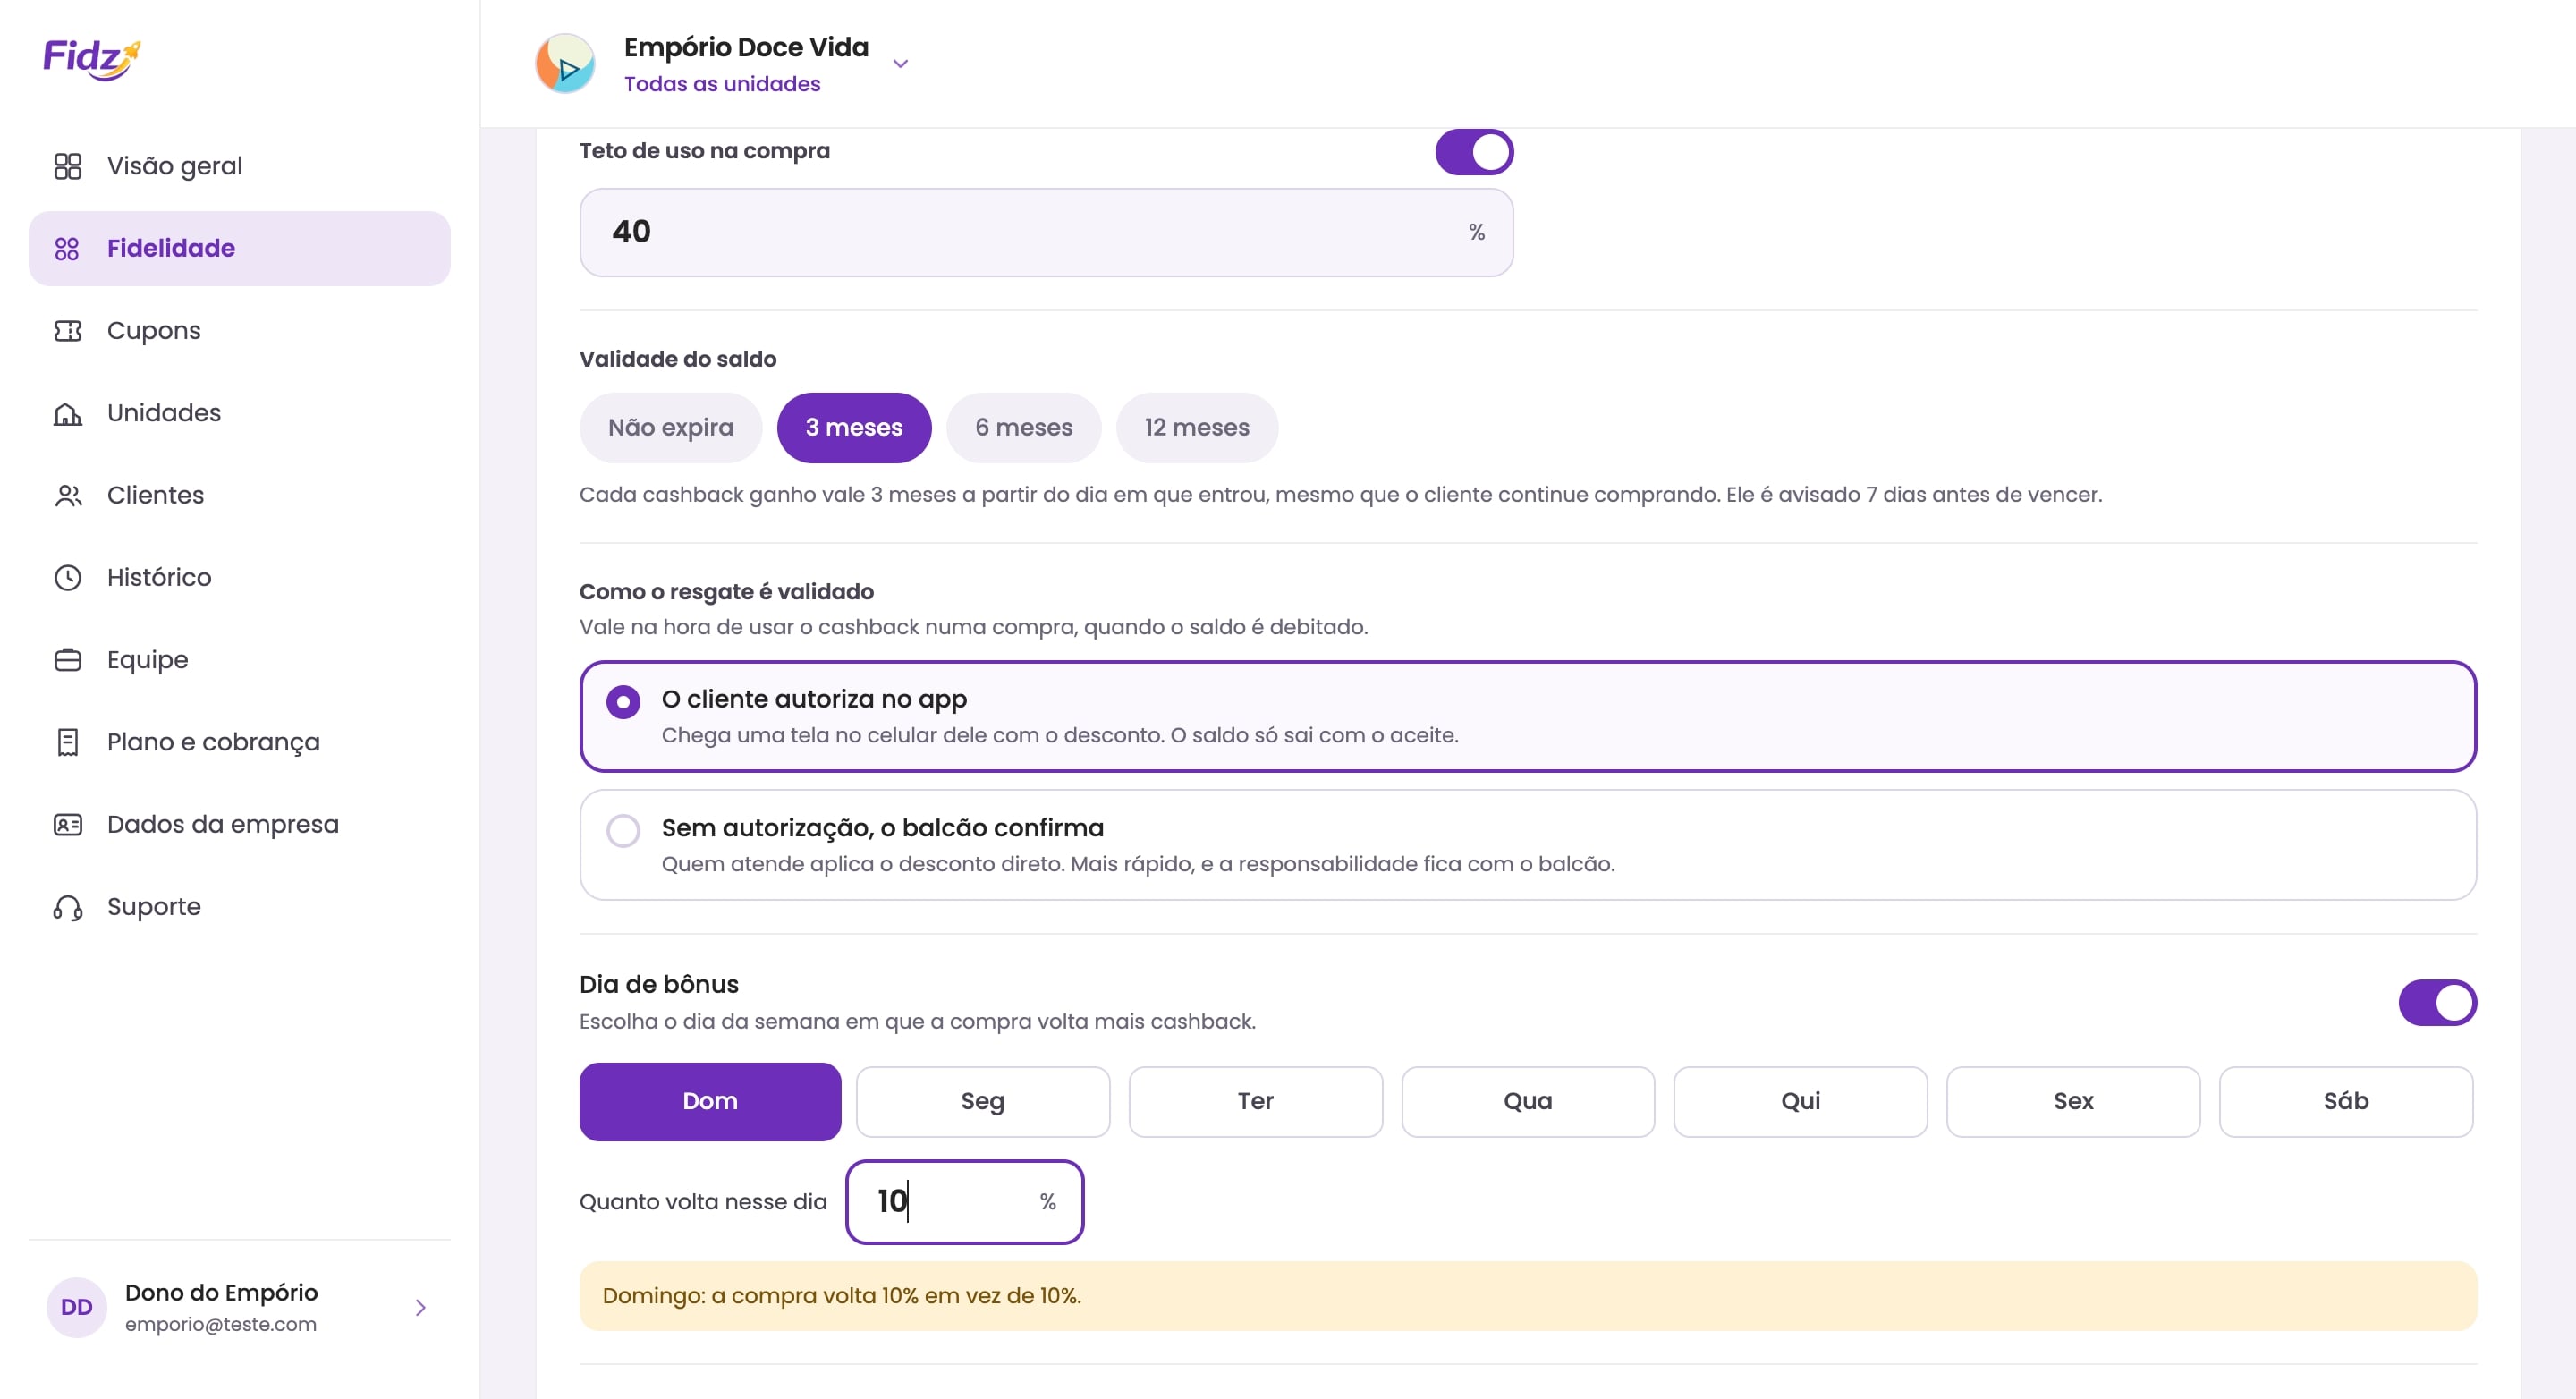 Fidz
Visão geral
Fidelidade
Cupons
Unidades
Clientes
Histórico
Equipe
Plano e cobrança
Dados da empresa
Suporte
DD
Dono do Empório
emporio@teste.com
Empório Doce Vida
Todas as unidades
Teto de uso na compra
40 %
Validade do saldo
Não expira 3 meses 6 meses 12 meses
Cada cashback ganho vale 3 meses a partir do dia em que entrou, mesmo que o cliente continue comprando. Ele é avisado 7 dias antes de vencer.
Como o resgate é validado
Vale na hora de usar o cashback numa compra, quando o saldo é debitado.
O cliente autoriza no app
Chega uma tela no celular dele com o desconto. O saldo só sai com o aceite.
Sem autorização, o balcão confirma
Quem atende aplica o desconto direto. Mais rápido, e a responsabilidade fica com o balcão.
Dia de bônus
Escolha o dia da semana em que a compra volta mais cashback.
Dom Seg Ter Qua Qui Sex Sáb
Quanto volta nesse dia 10 %
Domingo: a compra volta 10% em vez de 10%.